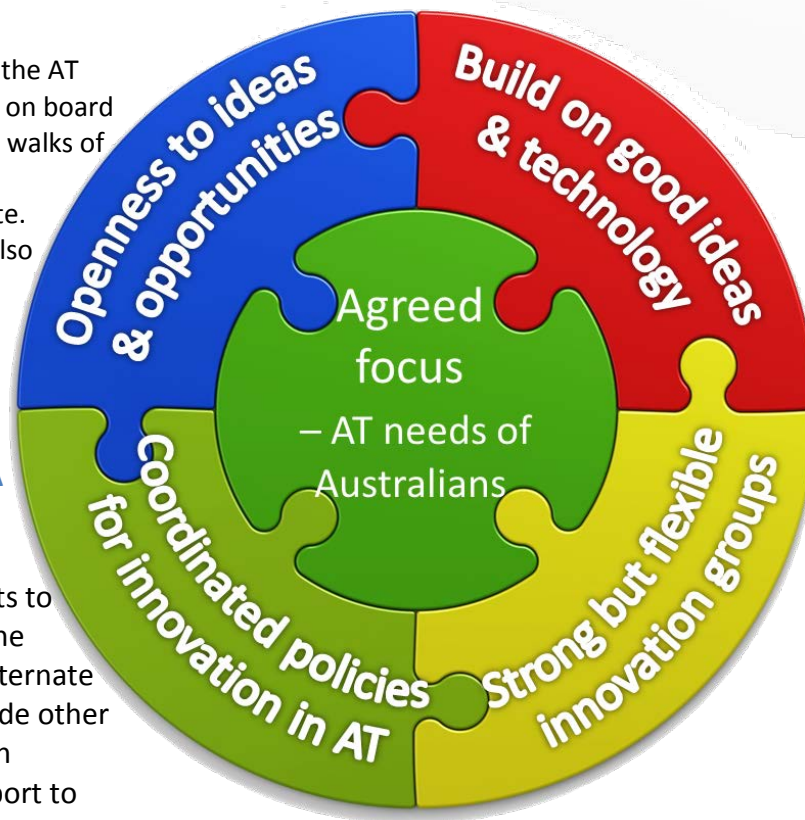 the AT
on board
walks of
te.
lso
ts to
he
lternate
de other
n
port to
Openness to ideas
& opportunities
Build on good ideas
& technology
Agreed
focus
– AT needs of
Australians
Coordinated policies
for innovation in AT
Strong but flexible
innovation groups